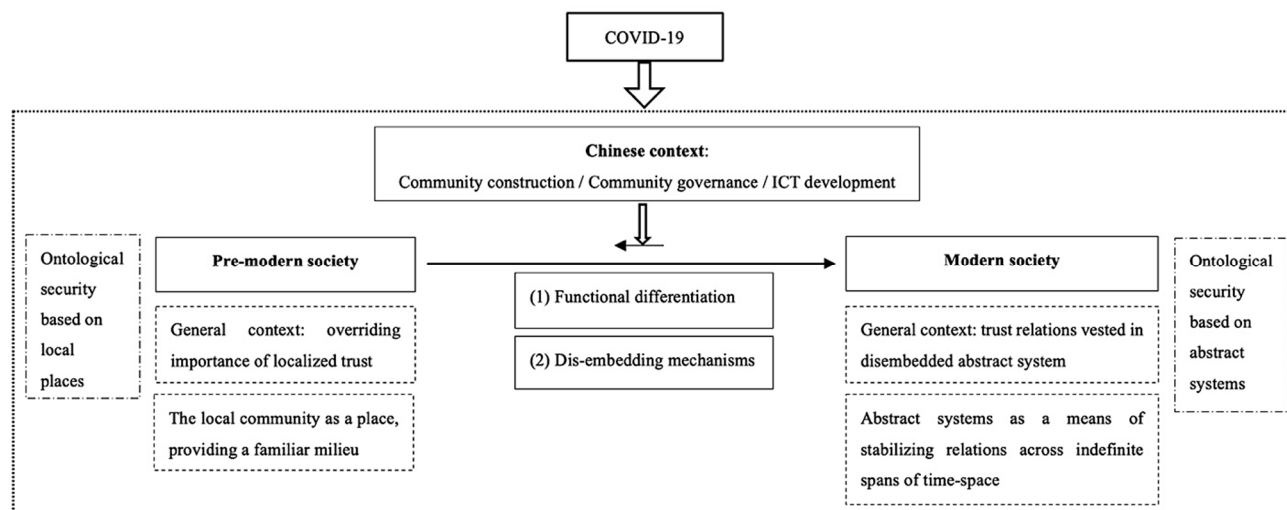 COVID-19
Chinese context:
Community construction / Community governance / ICT development
Ontological
security
based on
local
places
Pre-modern society
General context: overriding
importance of localized trust
The local community as a place,
providing a familiar milieu
(1) Functional differentiation
(2) Dis-embedding mechanisms
Modern society
General context: trust relations vested in
disembedded abstract system
Abstract systems as a means of
stabilizing relations across indefinite
spans of time-space
Ontological
security
based on
abstract
systems